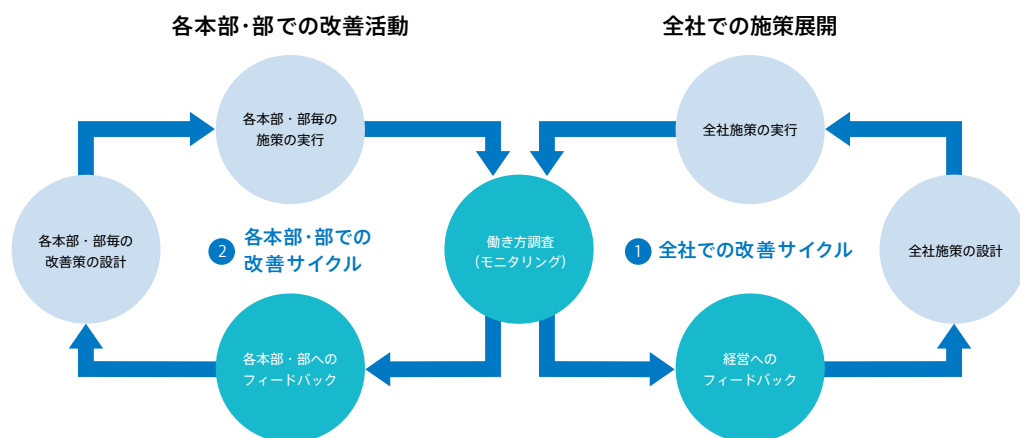 各本部・部での改善活動
全社での施策展開
各本部・部毎の
施策の実行
全社施策の実行
各本部・部毎の
改善策の設計
2 各本部・部での
改善サイクル
働き方調査
(モニタリング)
1 全社での改善サイクル
全社施策の設計
各本部・部への
フィードバック
経営への
フィードバック